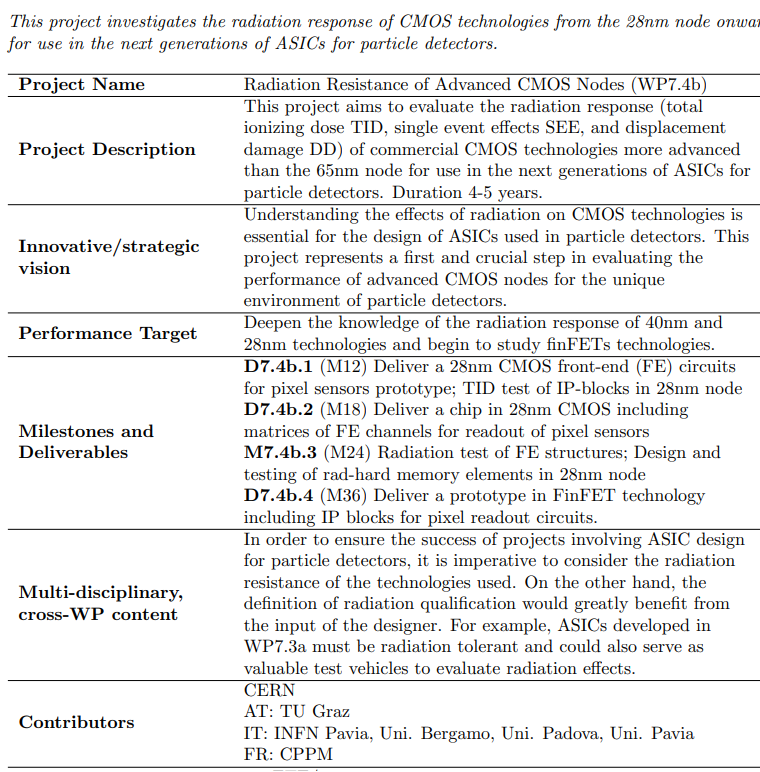 This project investigates the radiation response of CMOS technologies from the 28nm node
for use in the next generations of ASICs for particle detectors.
Project Name
Radiation Resistance of Advanced CMOS Nodes (WP7.4b)
Project Description
This project aims to evaluate the radiation response (total
ionizing dose TID, single event effects SEE, and displacement
damage DD) of commercial CMOS technologies more advanced
than the 65nm node for use in the next generations of ASICs for
particle detectors. Duration 4-5 years.
Innovative/strategic
vision
Understanding the effects of radiation on CMOS technologies is
essential for the design of ASICs used in particle detectors. This
project represents a first and crucial step in evaluating the
performance of advanced CMOS nodes for the unique
environment of particle detectors.
Performance Target
Deepen the knowledge of the radiation response of 40nm and
28nm technologies and begin to study finFETs technologies.
Milestones and
Deliverables
D7.4b.1 (M12) Deliver a 28nm CMOS front-end (FE) circuits
for pixel sensors prototype; TID test of IP-blocks in 28nm node
D7.4b.2 (M18) Deliver a chip in 28nm CMOS including
matrices of FE channels for readout of pixel sensors
M7.4b.3 (M24) Radiation test of FE structures; Design and
testing of rad-hard memory elements in 28nm node
D7.4b.4 (M36) Deliver a prototype in FinFET technology
including IP blocks for pixel readout circuits.
Multi-disciplinary,
cross-WP content
In order to ensure the success of projects involving ASIC design
for particle detectors, it is imperative to consider the radiation
resistance of the technologies used. On the other hand, the
definition of radiation qualification would greatly benefit from
the input of the designer. For example, ASICs developed in
WP7.3a must be radiation tolerant and could also serve as
valuable test vehicles to evaluate radiation effects.
Contributors
CERN
AT: TU Graz
IT: INFN Pavia, Uni. Bergamo, Uni. Padova, Uni. Pavia
FR: CPPM